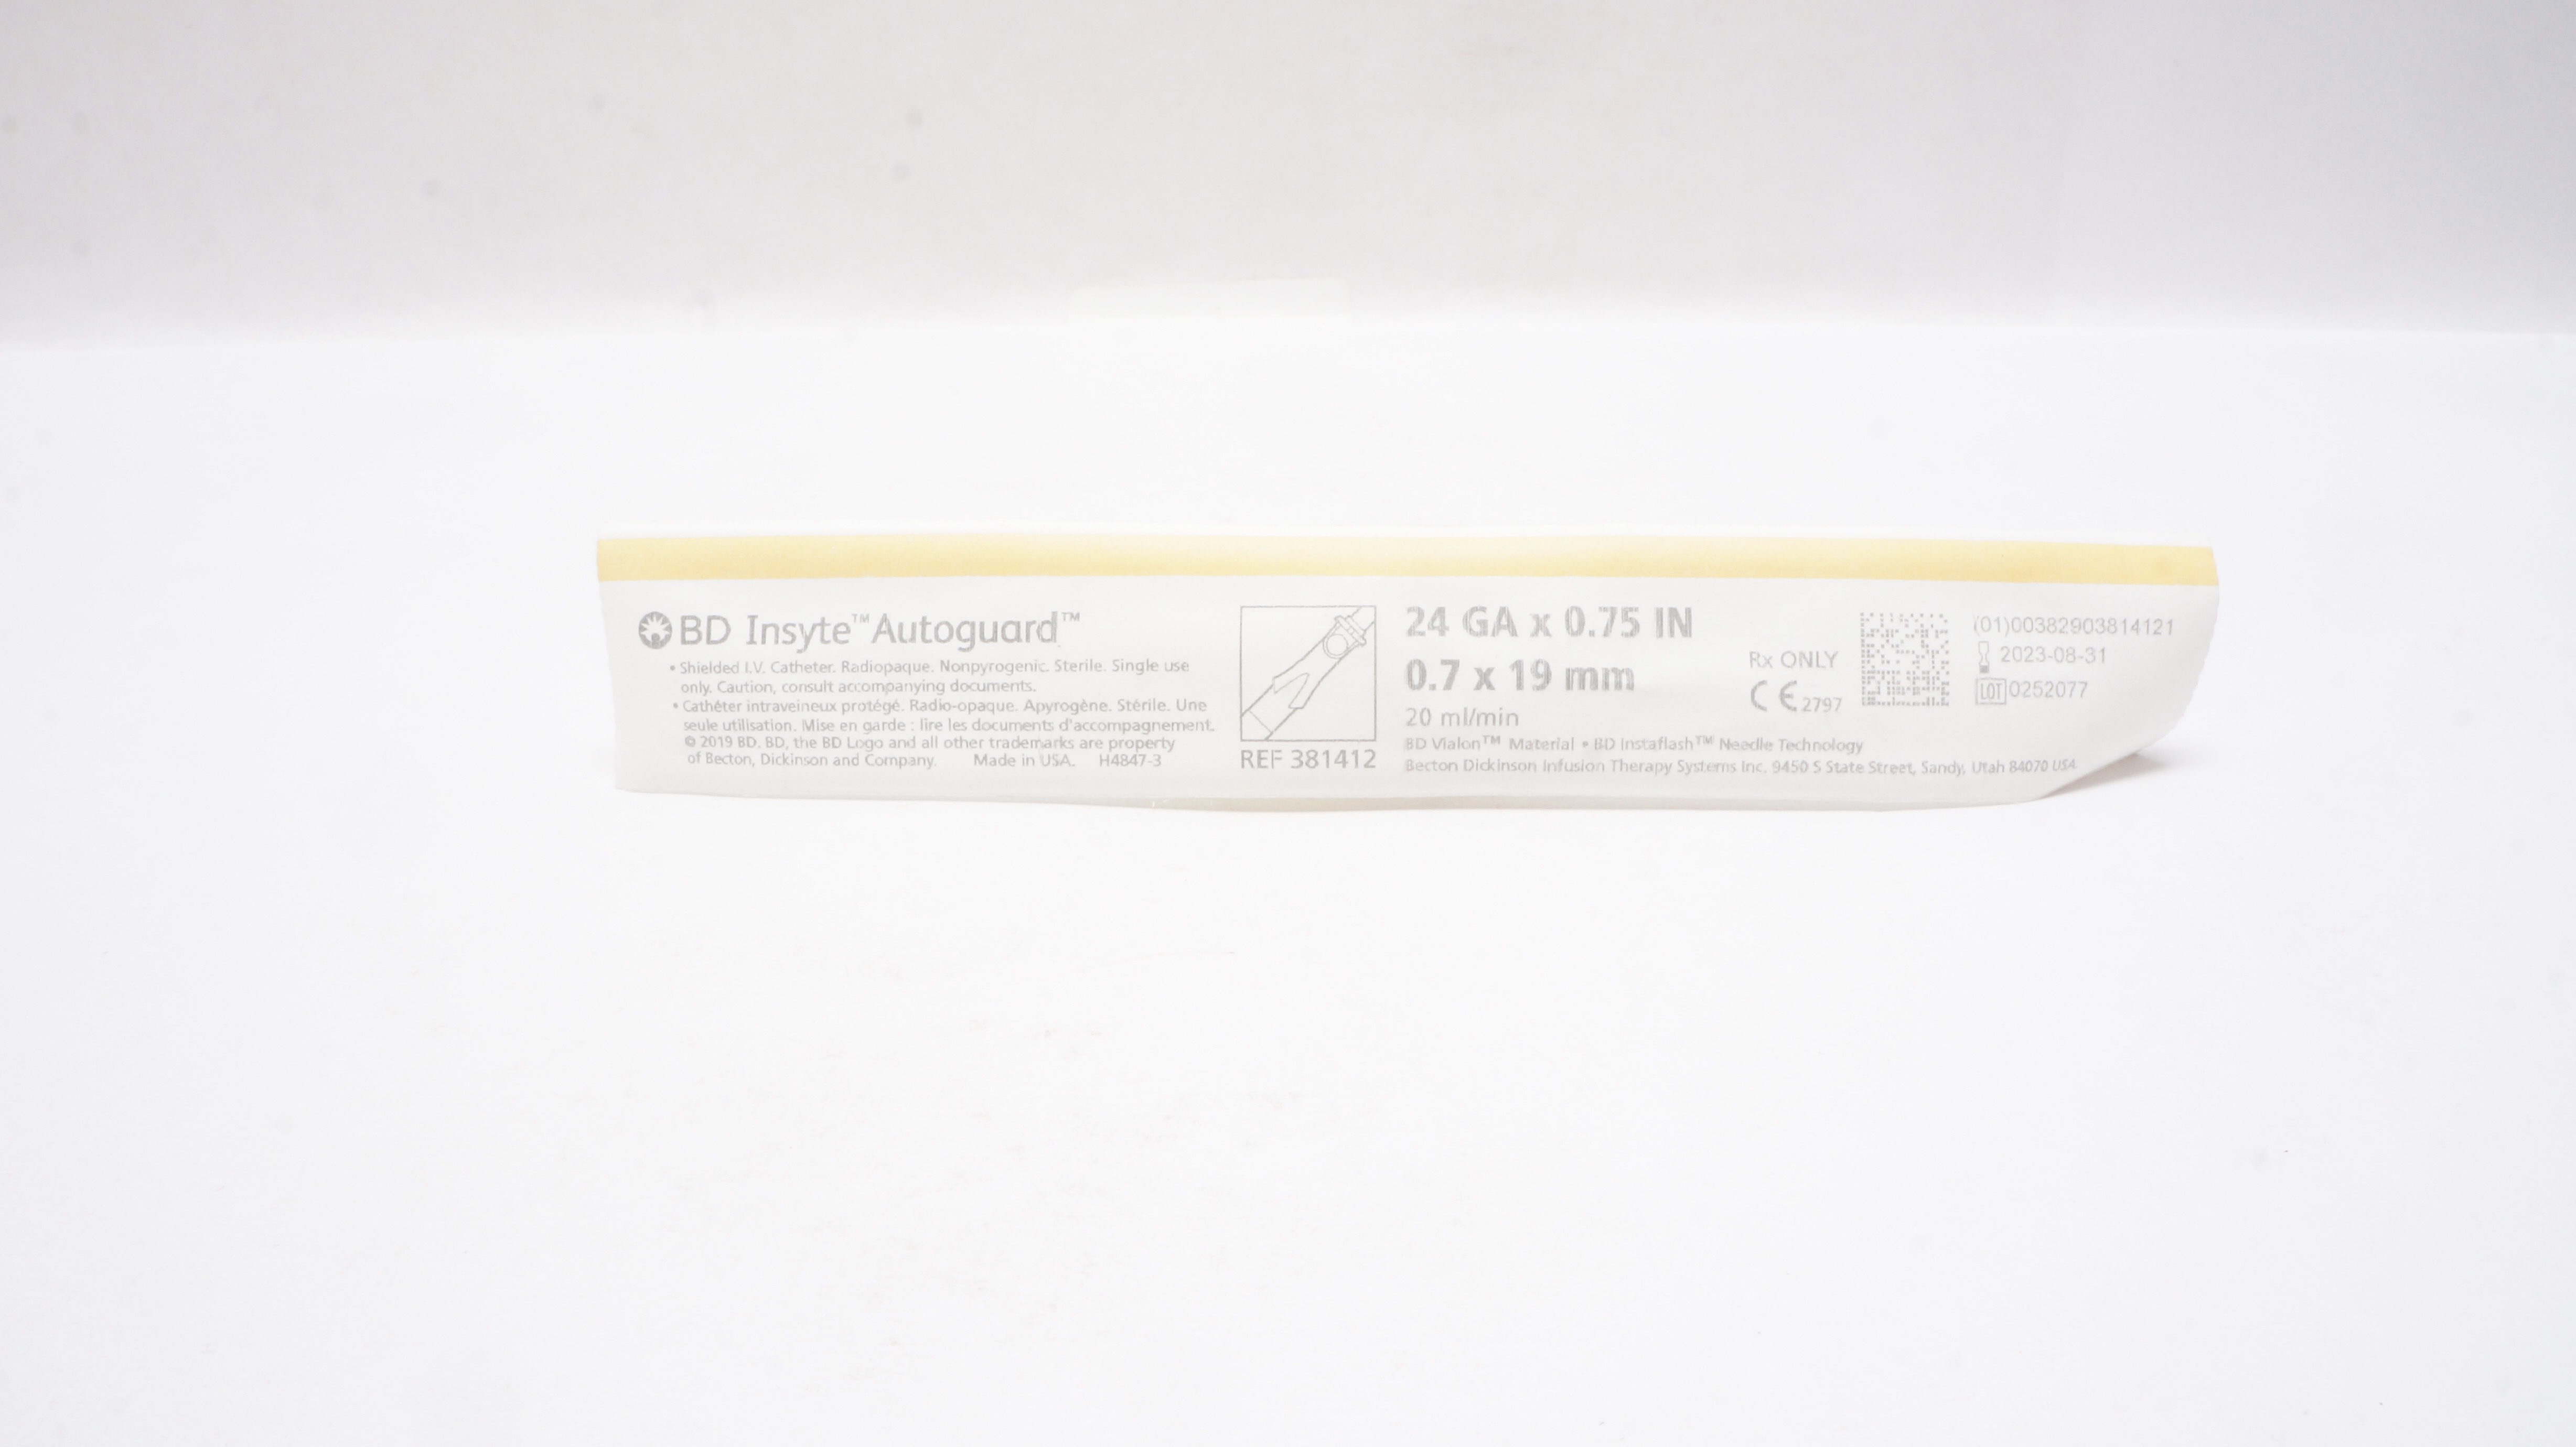 BD Insyte™ Autoguard™
• Shielded I.V. Catheter. Radiopaque. Nonpyrogenic. Sterile. Single use
only. Caution, consult accompanying documents.
• Cathéter intraveineux protégé. Radio-opaque. Apyrogène. Stérile. Une
seule utilisation. Mise en garde : lire les documents d'accompagnement.
© 2019 BD. BD, the BD Logo and all other trademarks are property
of Becton, Dickinson and Company. Made in USA. H4847-3
REF 381412
24 GA x 0.75 IN
0.7 x 19 mm
20 ml/min
BD Vialon™ Material • BD Instaflash™ Needle Technology
Becton Dickinson Infusion Therapy Systems Inc. 9450 S State Street, Sandy, Utah 84070 USA
Rx ONLY
CE 2797
(01)00382903814121
2023-08-31
LOT 0252077